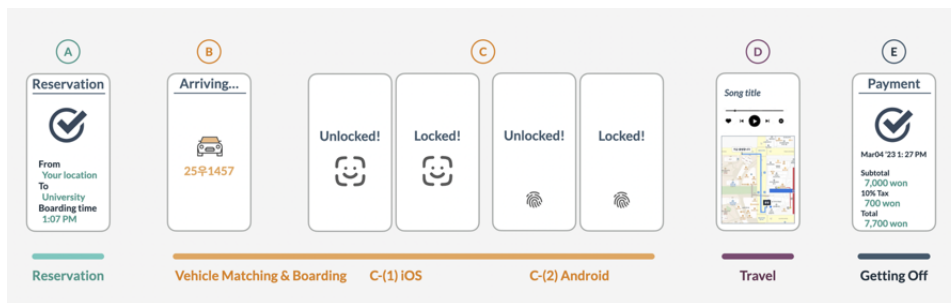 A
B
C
D
E
Reservation
From
Your location
To
University
Boarding time
1:07 PM
Arriving...
25우1457
Unlocked!
Locked!
Unlocked!
Locked!
Song title
Payment
Mar04 '23 1:27 PM
Subtotal
7,000 won
10% Tax
700 won
Total
7,700 won
Reservation
Vehicle Matching & Boarding
C-(1) iOS
C-(2) Android
Travel
Getting Off